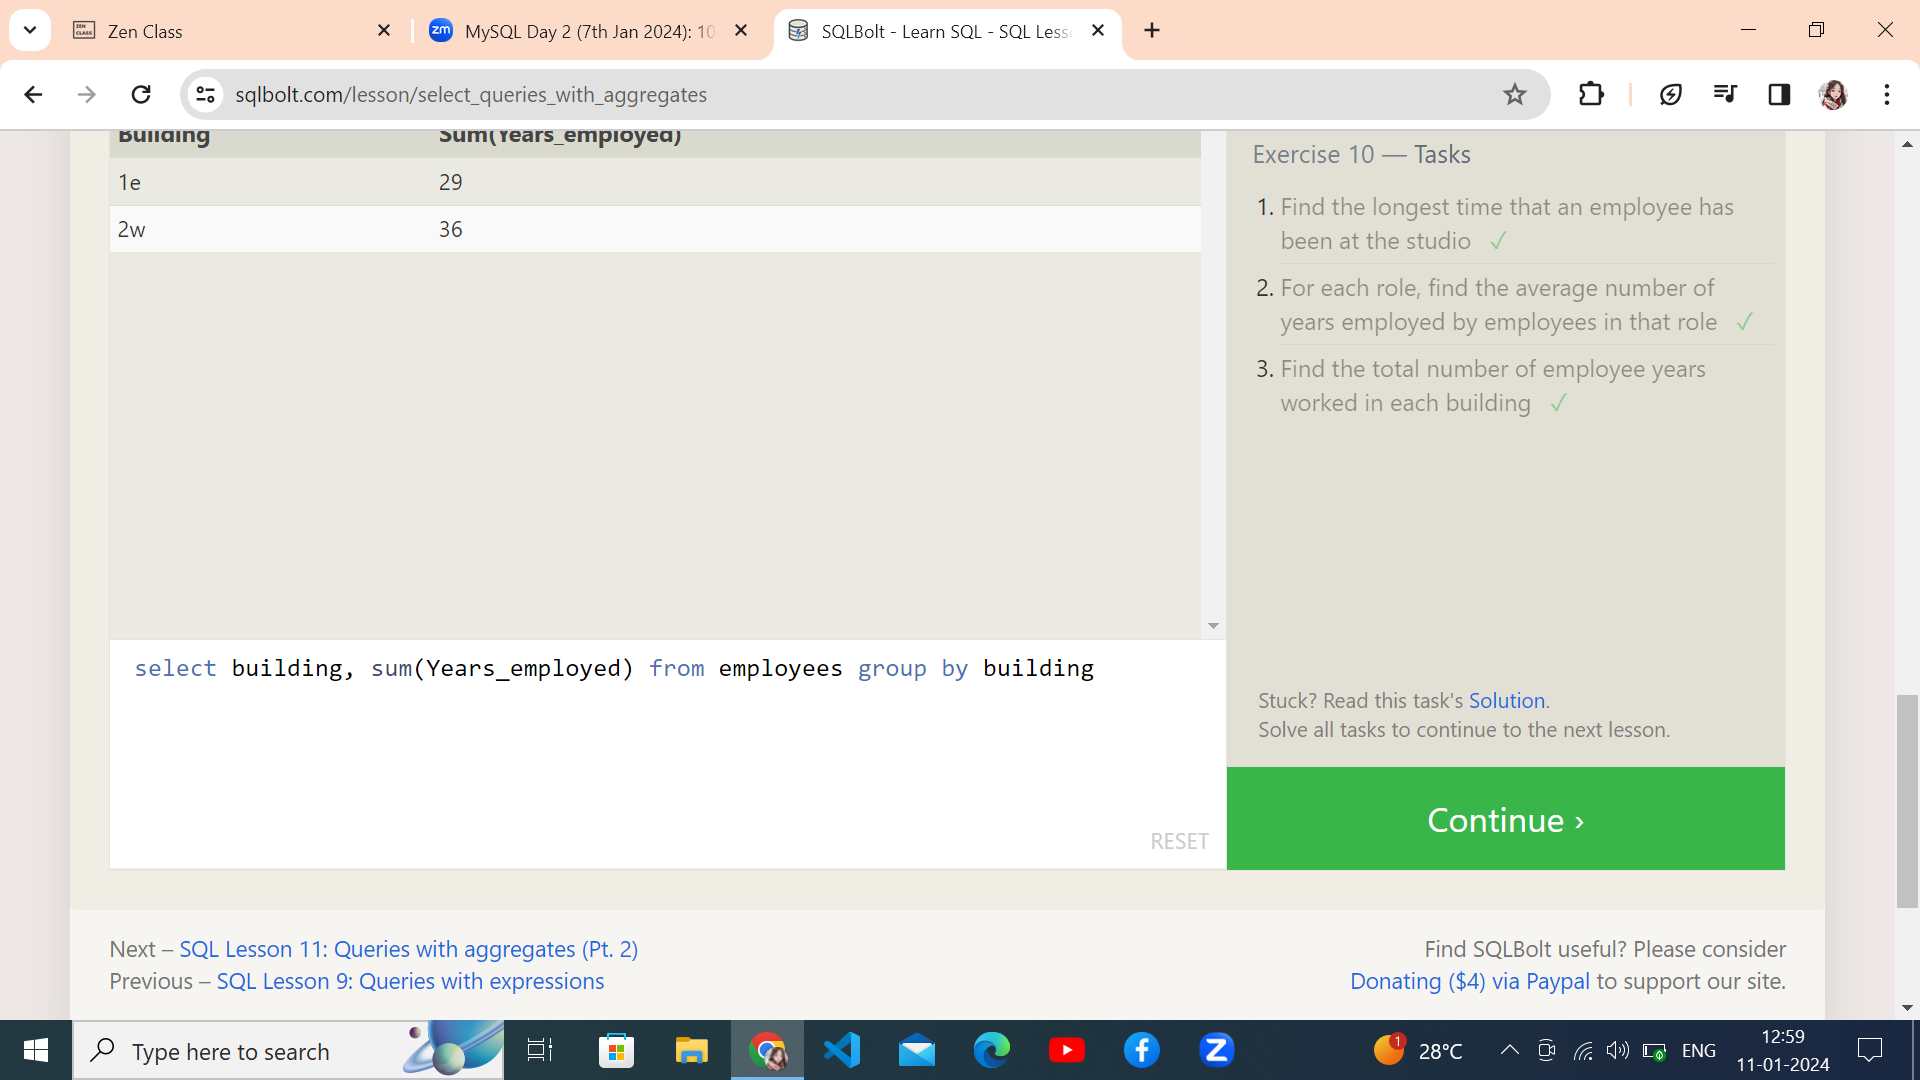 Zen Class
zm MySQL Day 2 (7th Jan 2024): 10
SQLBolt - Learn SQL - SQL Less
sqlbolt.com/lesson/select_queries_with_aggregates
Building Sum(Years_employed)
1e 29
2w 36
Exercise 10 — Tasks
1. Find the longest time that an employee has
been at the studio ✓
2. For each role, find the average number of
years employed by employees in that role ✓
3. Find the total number of employee years
worked in each building ✓
select building, sum(Years_employed) from employees group by building
RESET
Stuck? Read this task's Solution.
Solve all tasks to continue to the next lesson.
Continue ›
Next – SQL Lesson 11: Queries with aggregates (Pt. 2)
Previous – SQL Lesson 9: Queries with expressions
Find SQLBolt useful? Please consider
Donating ($4) via Paypal to support our site.
Type here to search
1
28°C
ENG
12:59
11-01-2024